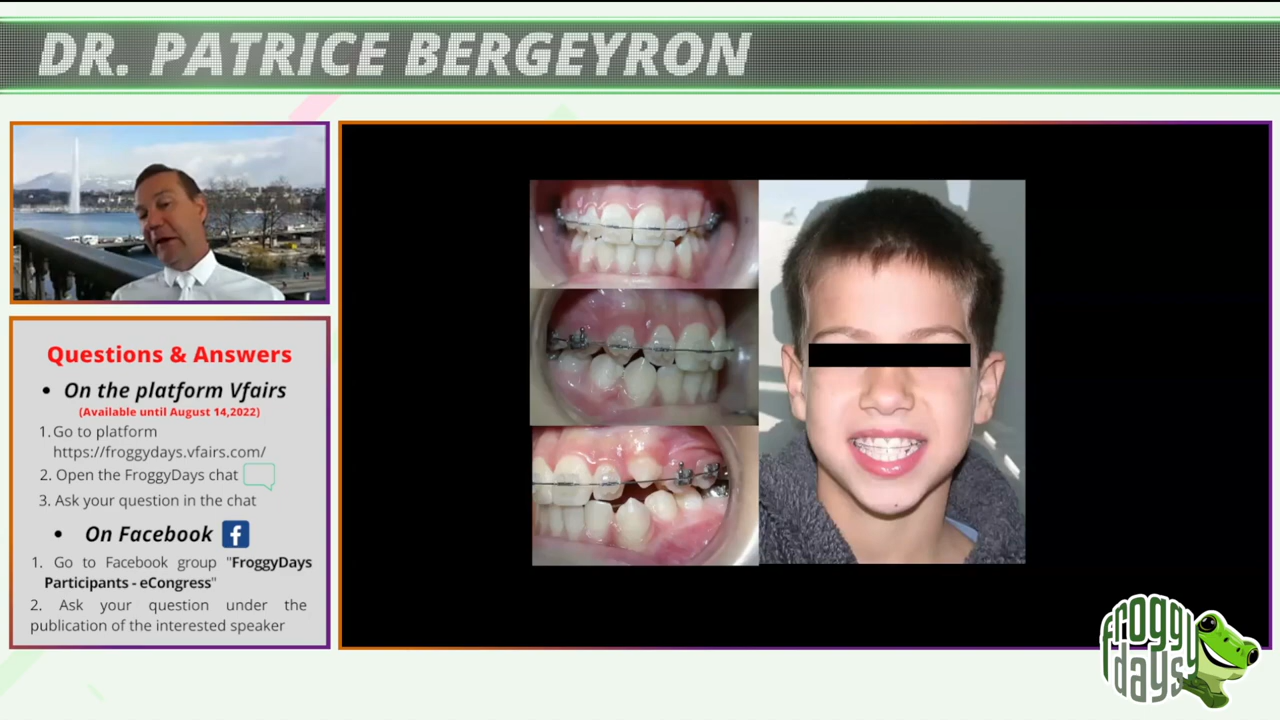 DR. PATRICE BERGEYRON
Questions & Answers
• On the platform Vfairs
(Available until August 14,2022)
1. Go to platform
https://froggydays.vfairs.com/
2. Open the FroggyDays chat
3. Ask your question in the chat
• On Facebook f
1. Go to Facebook group "FroggyDays
Participants - eCongress"
2. Ask your question under the
publication of the interested speaker
froggy
days